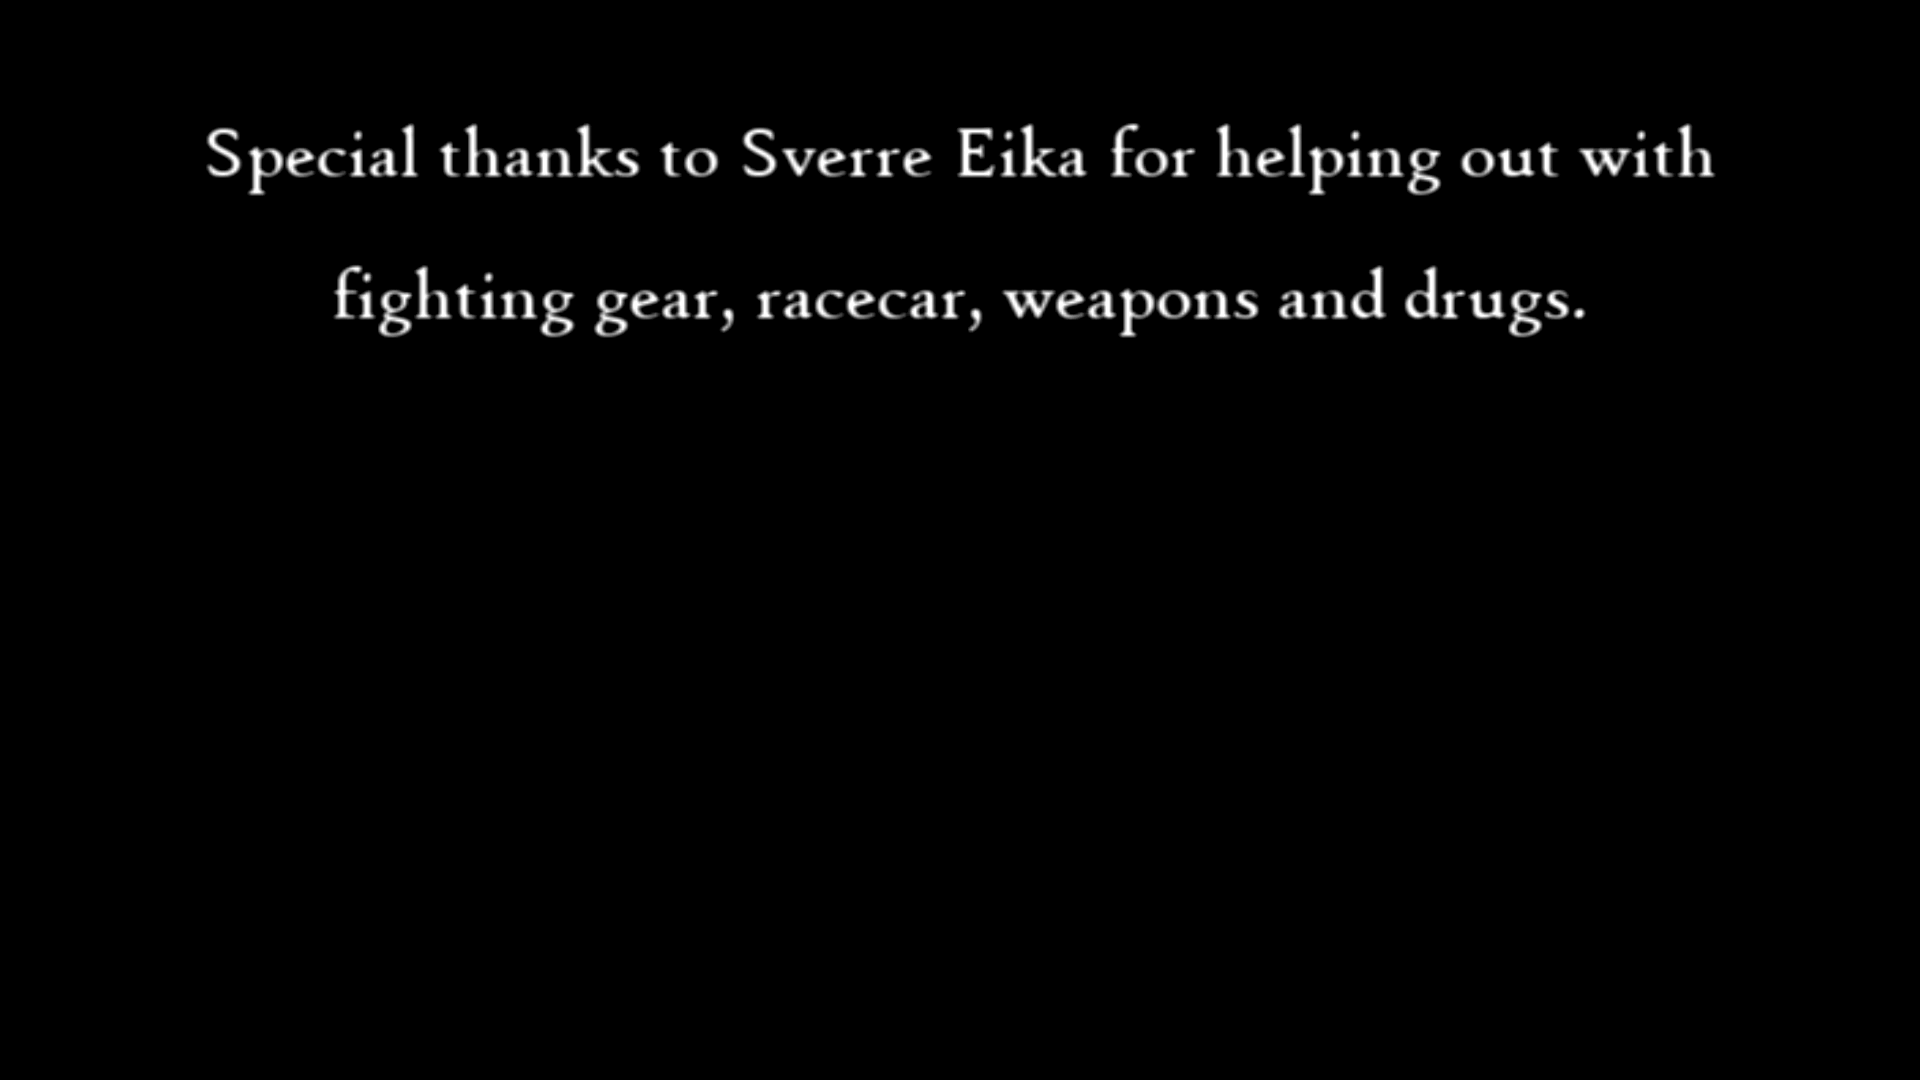 Special thanks to Sverre Eika for helping out with
fighting gear, racecar, weapons and drugs.